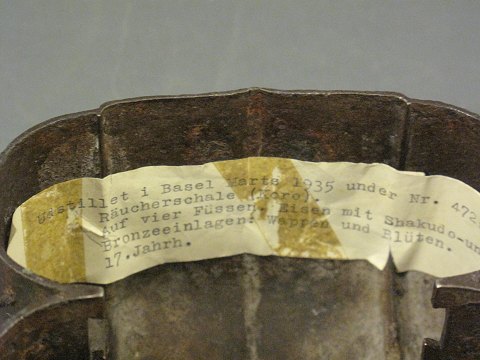 Udstillet i Basel Marts 1935 under Nr. 472.
Räucherschale (Koro).
Auf vier Füssen. Eisen mit Shakudo-un
Bronzeeinlagen: Wappen und Blüten.
17.Jahrh.